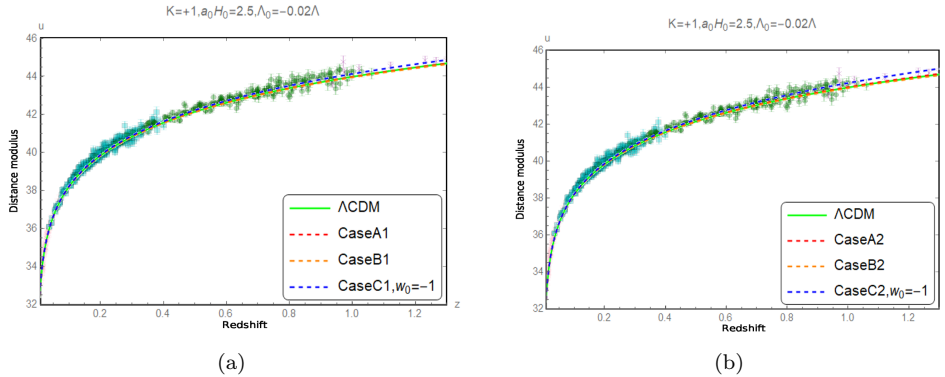 K=+1,a₀H₀=2.5,Λ₀=−0.02Λ
u
46
44
42
40
38
36
34
32
Distance modulus
ΛCDM
CaseA1
CaseB1
CaseC1,w₀=−1
0.2 0.4 0.6 0.8 1.0 1.2
z
Redshift
(a)
K=+1,a₀H₀=2.5,Λ₀=−0.02Λ
u
46
44
42
40
38
36
34
32
Distance modulus
ΛCDM
CaseA2
CaseB2
CaseC2,w₀=−1
0.2 0.4 0.6 0.8 1.0 1.2
Redshift
(b)